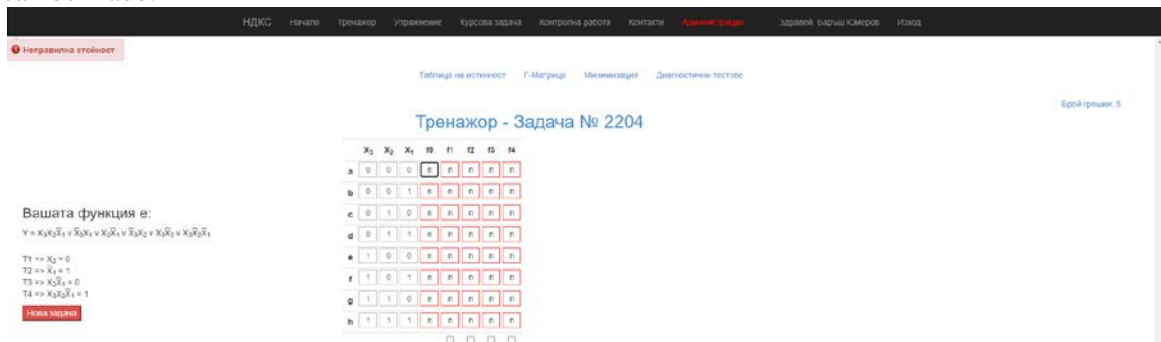 НДКС Начало Тренажор Упражнение Курсова задача Контролна работа Контакти Администрация Здравей, Баръш Юмеров Изход
Неправилна стойност
Таблица на истинност Г-Матрица Минимизация Диагностични тестове
Брой грешки: 5
Тренажор - Задача № 2204
X₃ X₂ X₁ f0 f1 f2 f3 f4
a 0 0 0 n n n n n
b 0 0 1 n n n n n
c 0 1 0 n n n n n
d 0 1 1 n n n n n
e 1 0 0 n n n n n
f 1 0 1 n n n n n
g 1 1 0 n n n n n
h 1 1 1 n n n n n
Вашата функция е:
T1 => X₂ = 0
T2 => X̅₁ = 1
T3 => X₂X̅₁ = 0
T4 => X₃X₂X̅₁ = 1
Нова задача